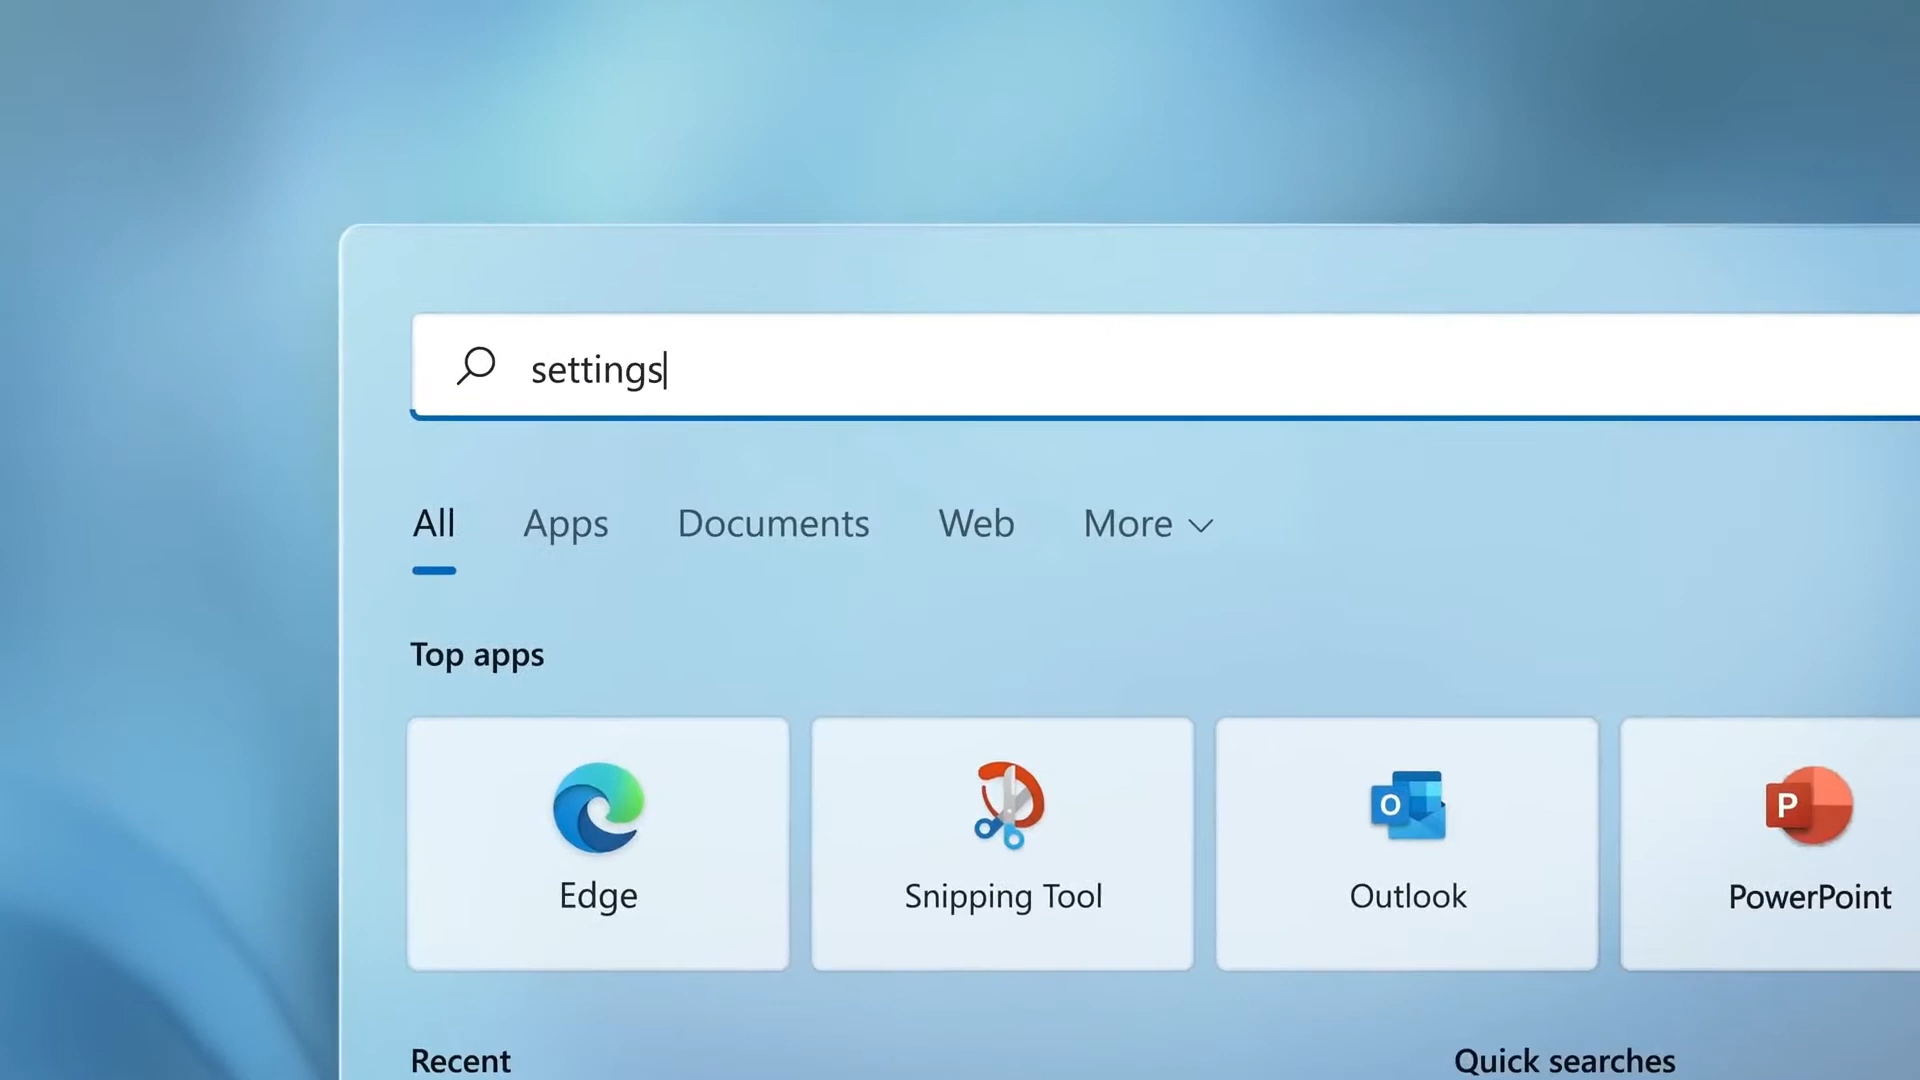 settings
All Apps Documents Web More
Top apps
Edge Snipping Tool Outlook PowerPoint
Recent Quick searches